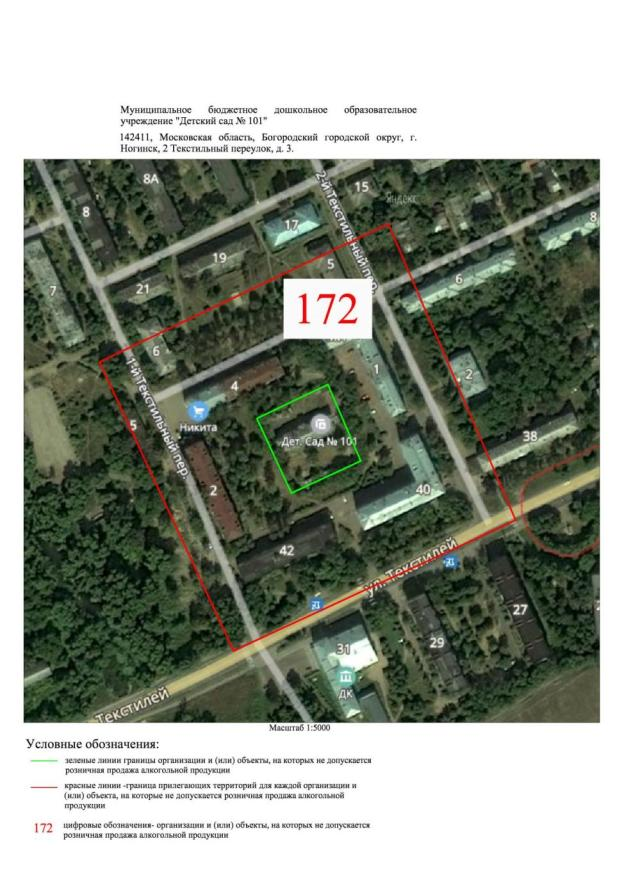 Муниципальное бюджетное дошкольное образовательное
учреждение "Детский сад № 101"
142411, Московская область, Богородский городской округ, г.
Ногинск, 2 Текстильный переулок, д. 3.
8А
15
2-й Текстильный пер.
Яндекс
8
17
8
19
5
7
21
6
172
6
1-й Текстильный пер.
4
1
2
5
Никита
Дет. Сад № 101
38
2
40
42
ул. Текстилей
27
29
31
ДК
Текстилей
Масштаб 1:5000
Условные обозначения:
зеленые линии границы организации и (или) объекты, на которых не допускается
розничная продажа алкогольной продукции
красные линии -граница прилегающих территорий для каждой организации и
(или) объекта, на которые не допускается розничная продажа алкогольной
продукции
172 цифровые обозначения- организации и (или) объекты, на которых не допускается
розничная продажа алкогольной продукции